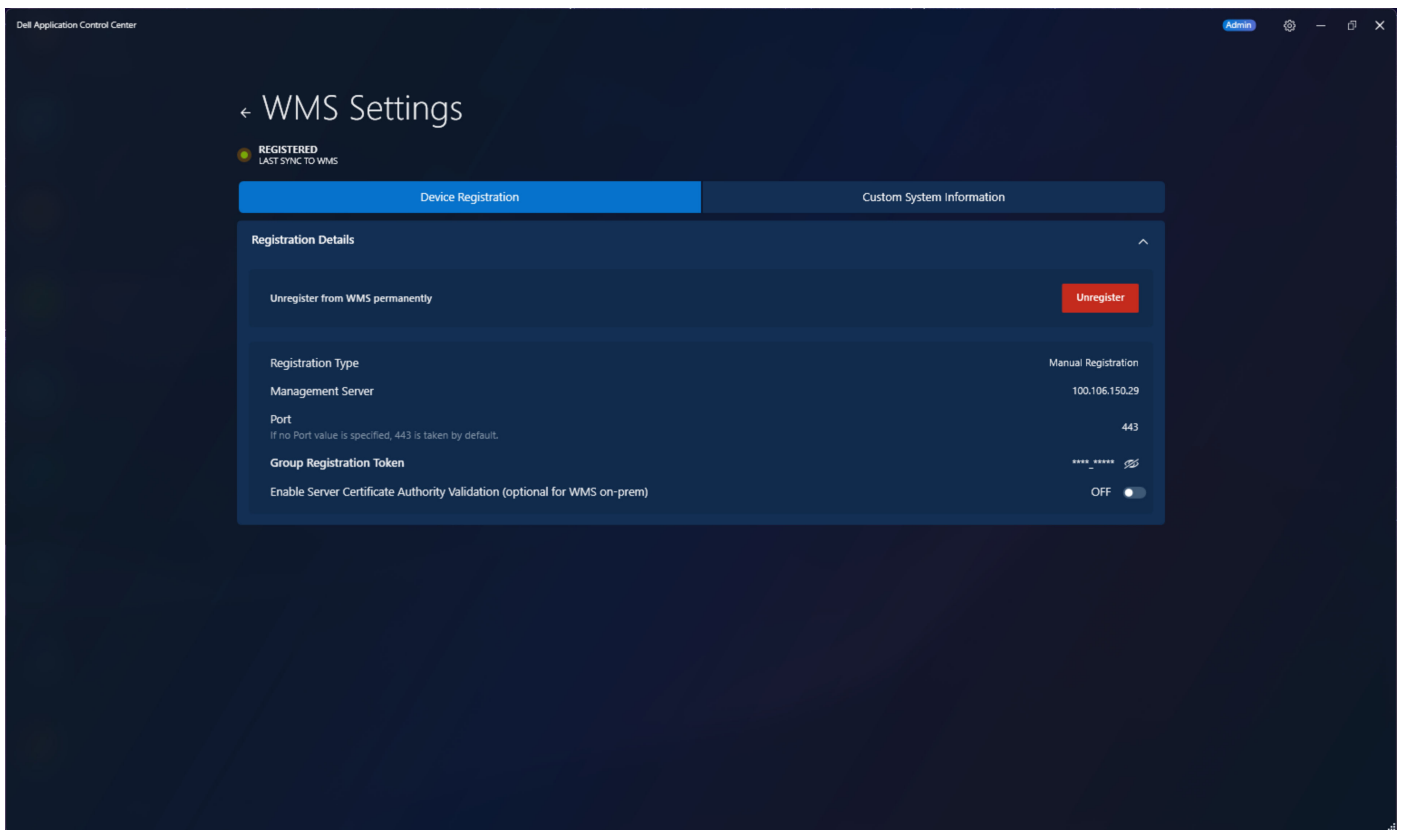 Dell Application Control Center
Admin
WMS Settings
REGISTERED
LAST SYNC TO WMS
Device Registration
Custom System Information
Registration Details
Unregister from WMS permanently
Unregister
Registration Type
Manual Registration
Management Server
100.106.150.29
Port
If no Port value is specified, 443 is taken by default.
443
Group Registration Token
****_*****
Enable Server Certificate Authority Validation (optional for WMS on-prem)
OFF